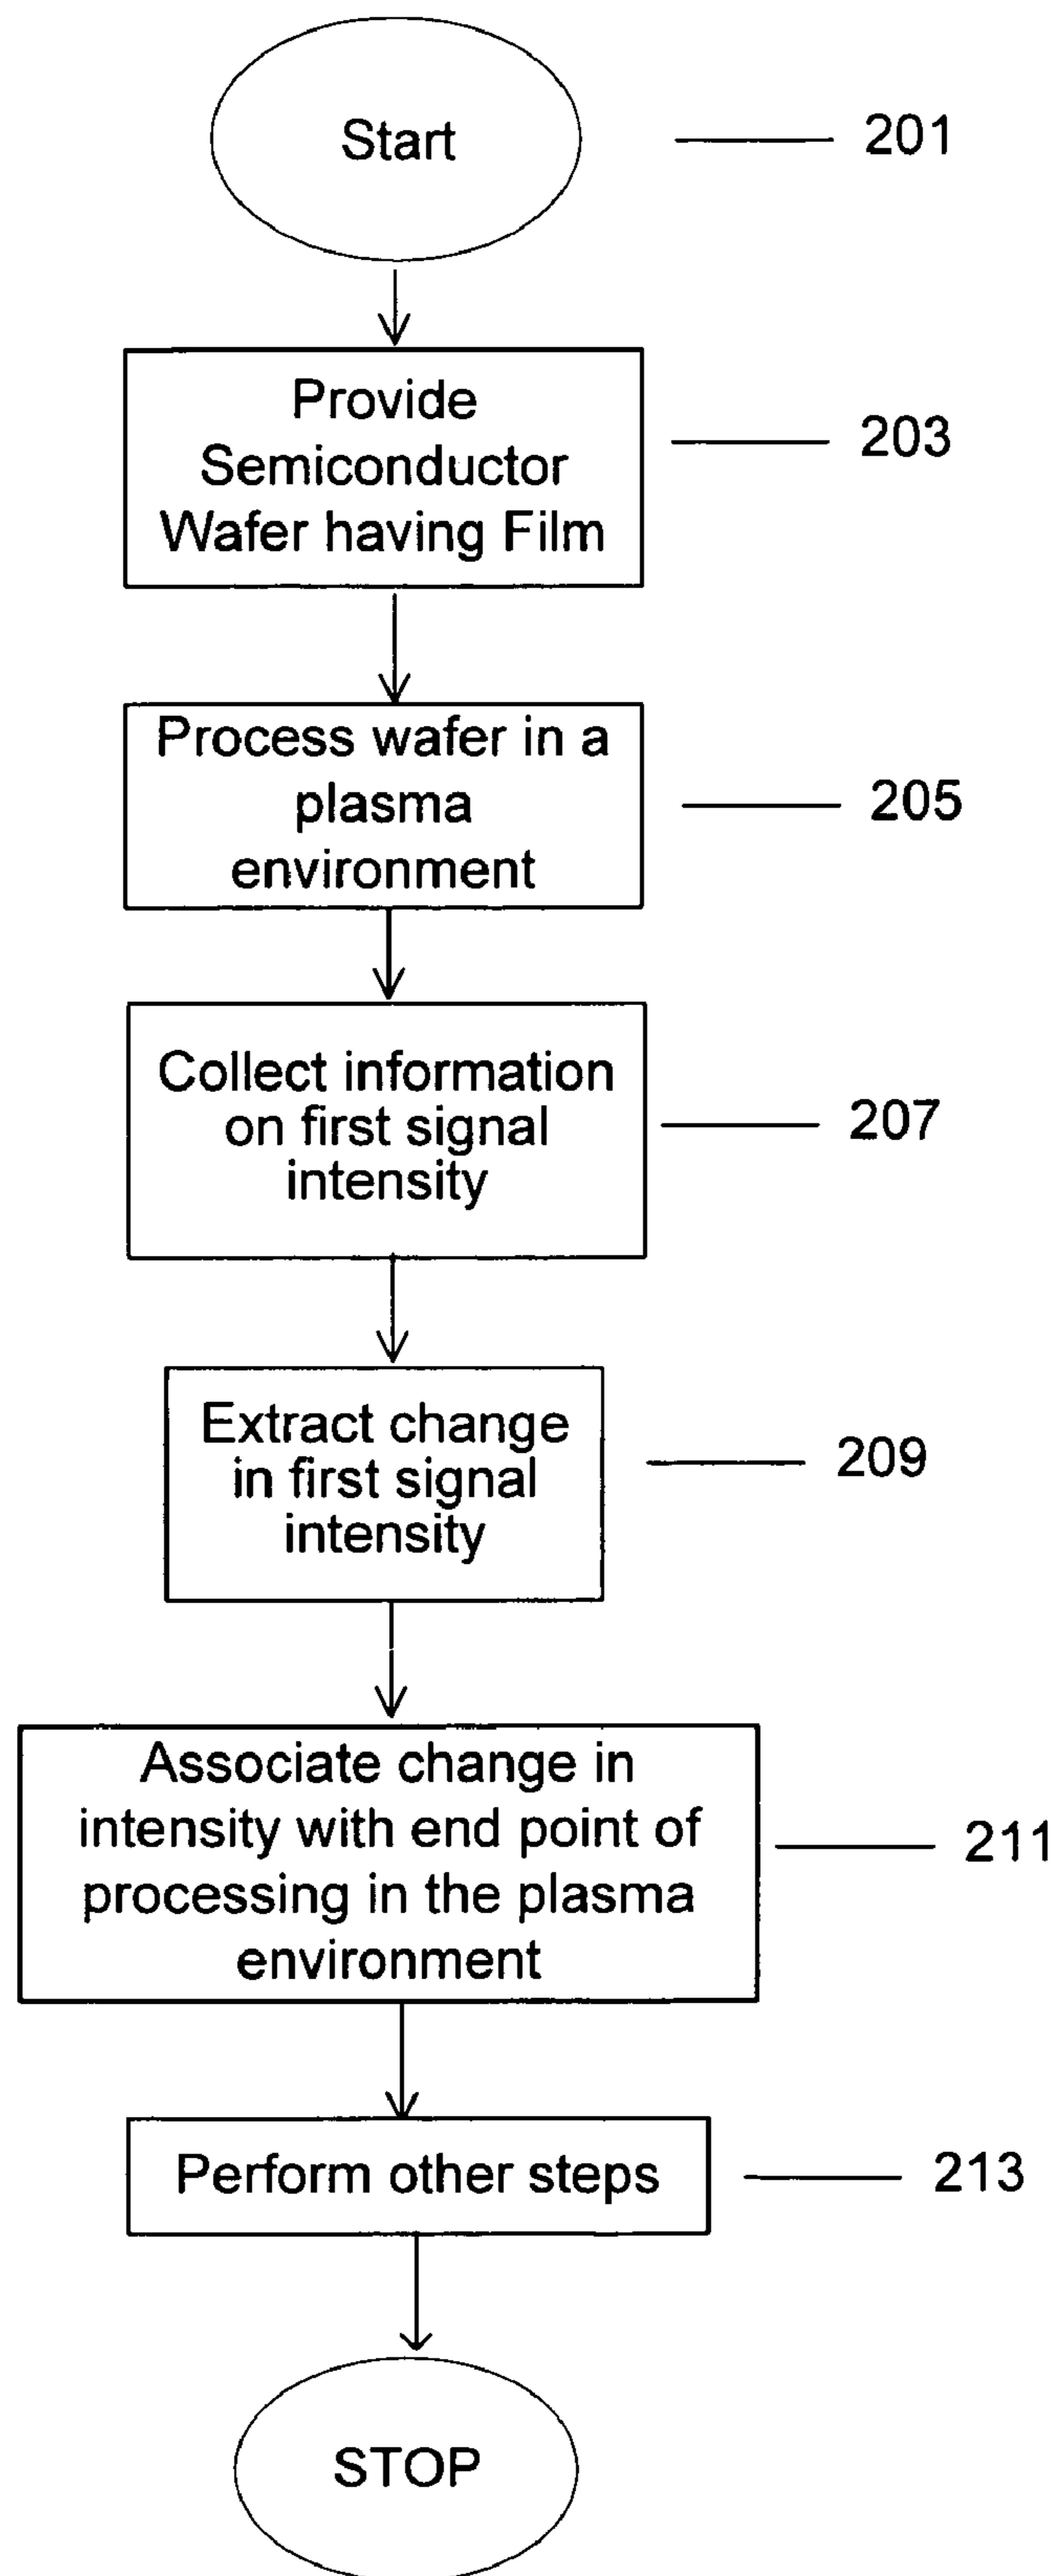 Start
201
Provide
Semiconductor
Wafer having Film
203
Process wafer in a
plasma
environment
205
Collect information
on first signal
intensity
207
Extract change
in first signal
intensity
209
Associate change in
intensity with end point of
processing in the plasma
environment
211
Perform other steps
213
STOP